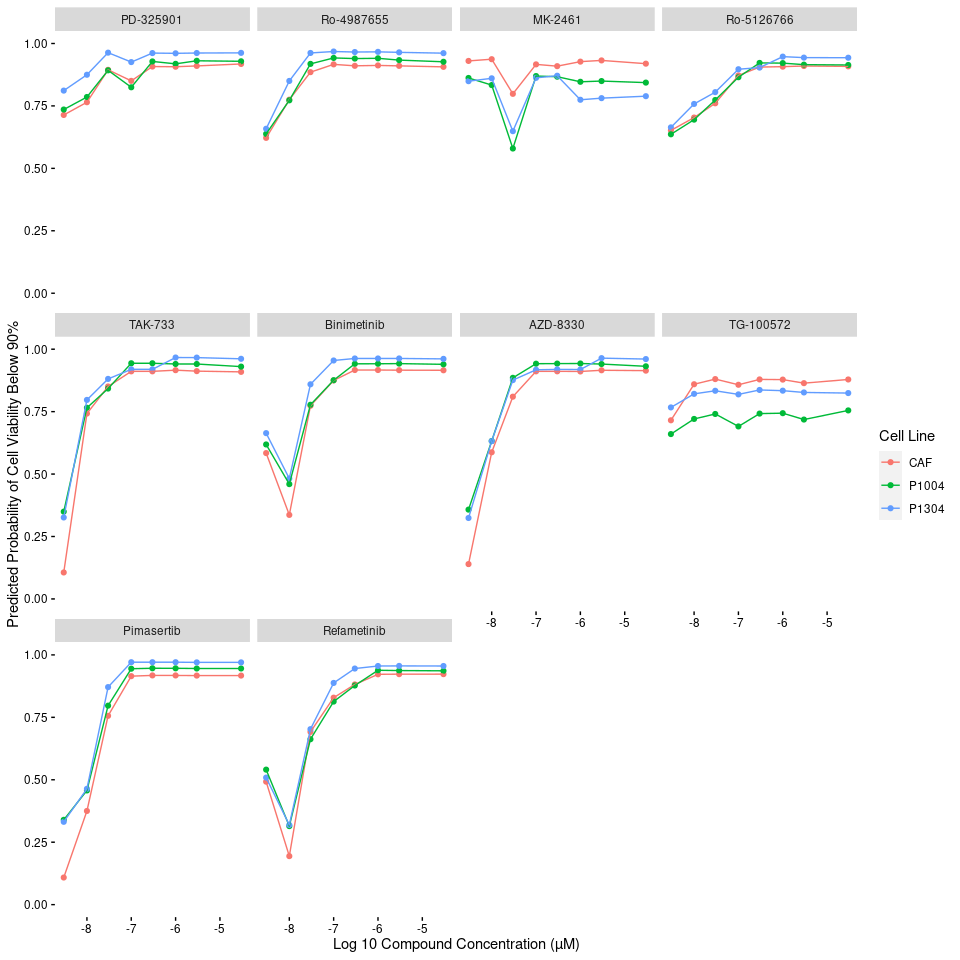 PD-325901 Ro-4987655 MK-2461 Ro-5126766
1.00
0.75
0.50
0.25
0.00
TAK-733 Binimetinib AZD-8330 TG-100572
1.00
0.75
0.50
0.25
0.00
-8 -7 -6 -5 -8 -7 -6 -5
Pimasertib Refametinib
1.00
0.75
0.50
0.25
0.00
-8 -7 -6 -5 -8 -7 -6 -5
Log 10 Compound Concentration (μM)
Predicted Probability of Cell Viability Below 90%
Cell Line
CAF
P1004
P1304